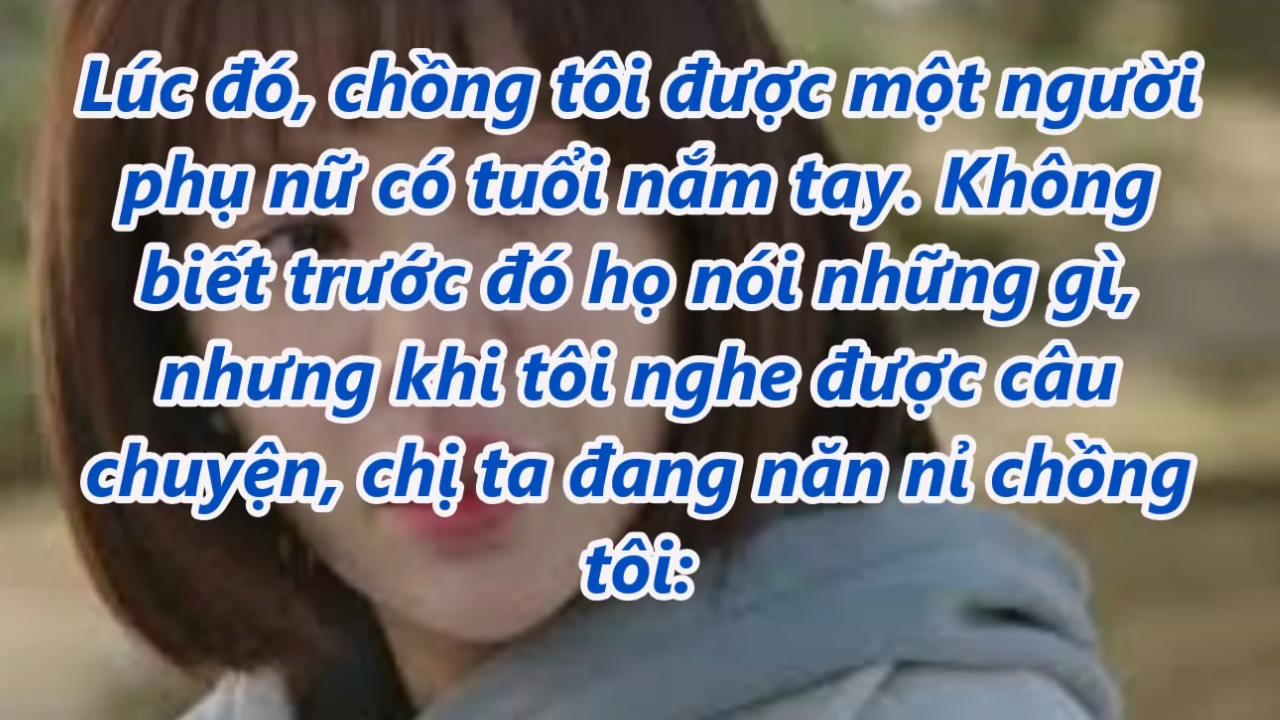 Lúc đó, chồng tôi được một người
phụ nữ có tuổi nắm tay. Không
biết trước đó họ nói những gì,
nhưng khi tôi nghe được câu
chuyện, chị ta đang năn nỉ chồng
tôi: